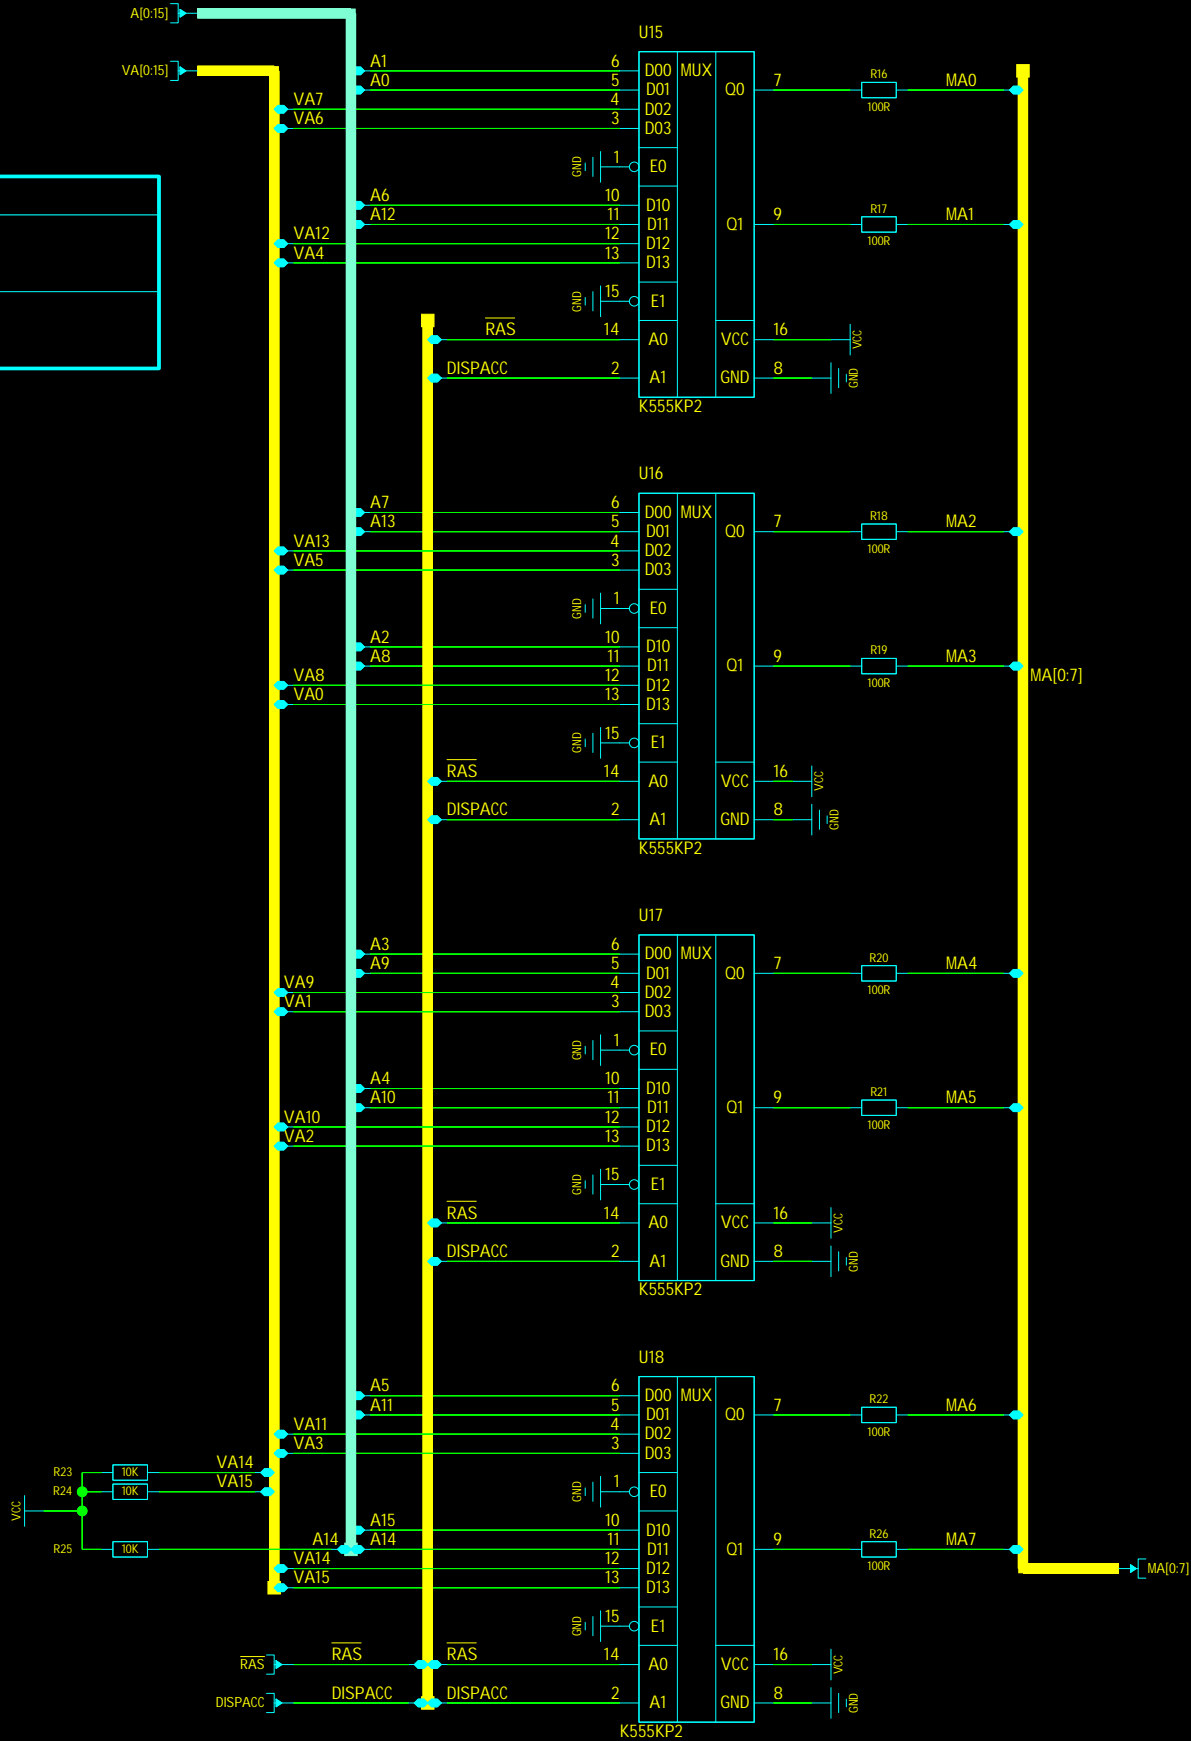 A[0:15]
VA[0:15]
U15
A1 6 D00 MUX
A0 5 D01 Q0 7 R16 100R MA0
VA7 4 D02
VA6 3 D03
GND 1 E0
A6 10 D10
A12 11 D11 Q1 9 R17 100R MA1
VA12 12 D12
VA4 13 D13
GND 15 E1
RAS 14 A0 VCC 16 VCC
DISPACC 2 A1 GND 8 GND
K555KP2
U16
A7 6 D00 MUX
A13 5 D01 Q0 7 R18 100R MA2
VA13 4 D02
VA5 3 D03
GND 1 E0
A2 10 D10
A8 11 D11 Q1 9 R19 100R MA3
MA[0:7]
VA8 12 D12
VA0 13 D13
GND 15 E1
RAS 14 A0 VCC 16 VCC
DISPACC 2 A1 GND 8 GND
K555KP2
U17
A3 6 D00 MUX
A9 5 D01 Q0 7 R20 100R MA4
VA9 4 D02
VA1 3 D03
GND 1 E0
A4 10 D10
A10 11 D11 Q1 9 R21 100R MA5
VA10 12 D12
VA2 13 D13
GND 15 E1
RAS 14 A0 VCC 16 VCC
DISPACC 2 A1 GND 8 GND
K555KP2
U18
A5 6 D00 MUX
A11 5 D01 Q0 7 R22 100R MA6
VA11 4 D02
VA3 3 D03
R23 10K VA14
R24 10K VA15
GND 1 E0
VCC
A15 10 D10
R25 10K A14 A14 11 D11 Q1 9 R26 100R MA7
VA14 12 D12
MA[0:7]
VA15 13 D13
GND 15 E1
RAS RAS RAS 14 A0 VCC 16 VCC
DISPACC DISPACC DISPACC 2 A1 GND 8 GND
K555KP2